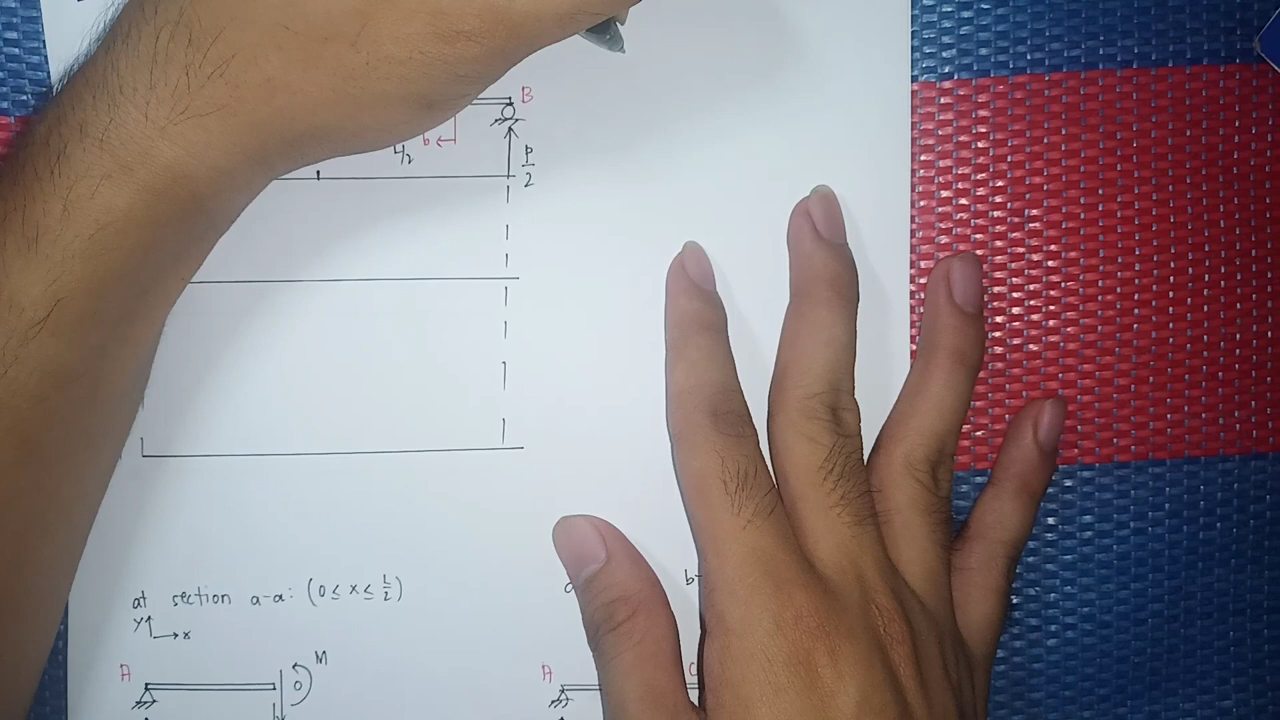 B
b
L/2
P/2
at section a-a: (0 ≤ x ≤ L/2)
b-
y
x
A
M
O
A
C